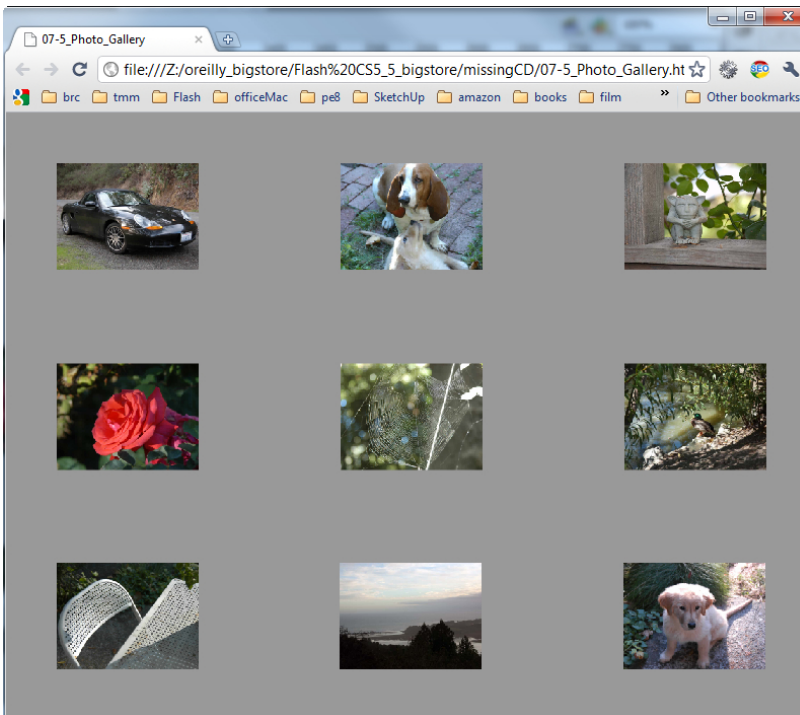 07-5_Photo_Gallery
file:///Z:/oreilly_bigstore/Flash%20CS5_5_bigstore/missingCD/07-5_Photo_Gallery.ht
brc tmm Flash officeMac pe8 SketchUp amazon books film » Other bookmarks
SEO